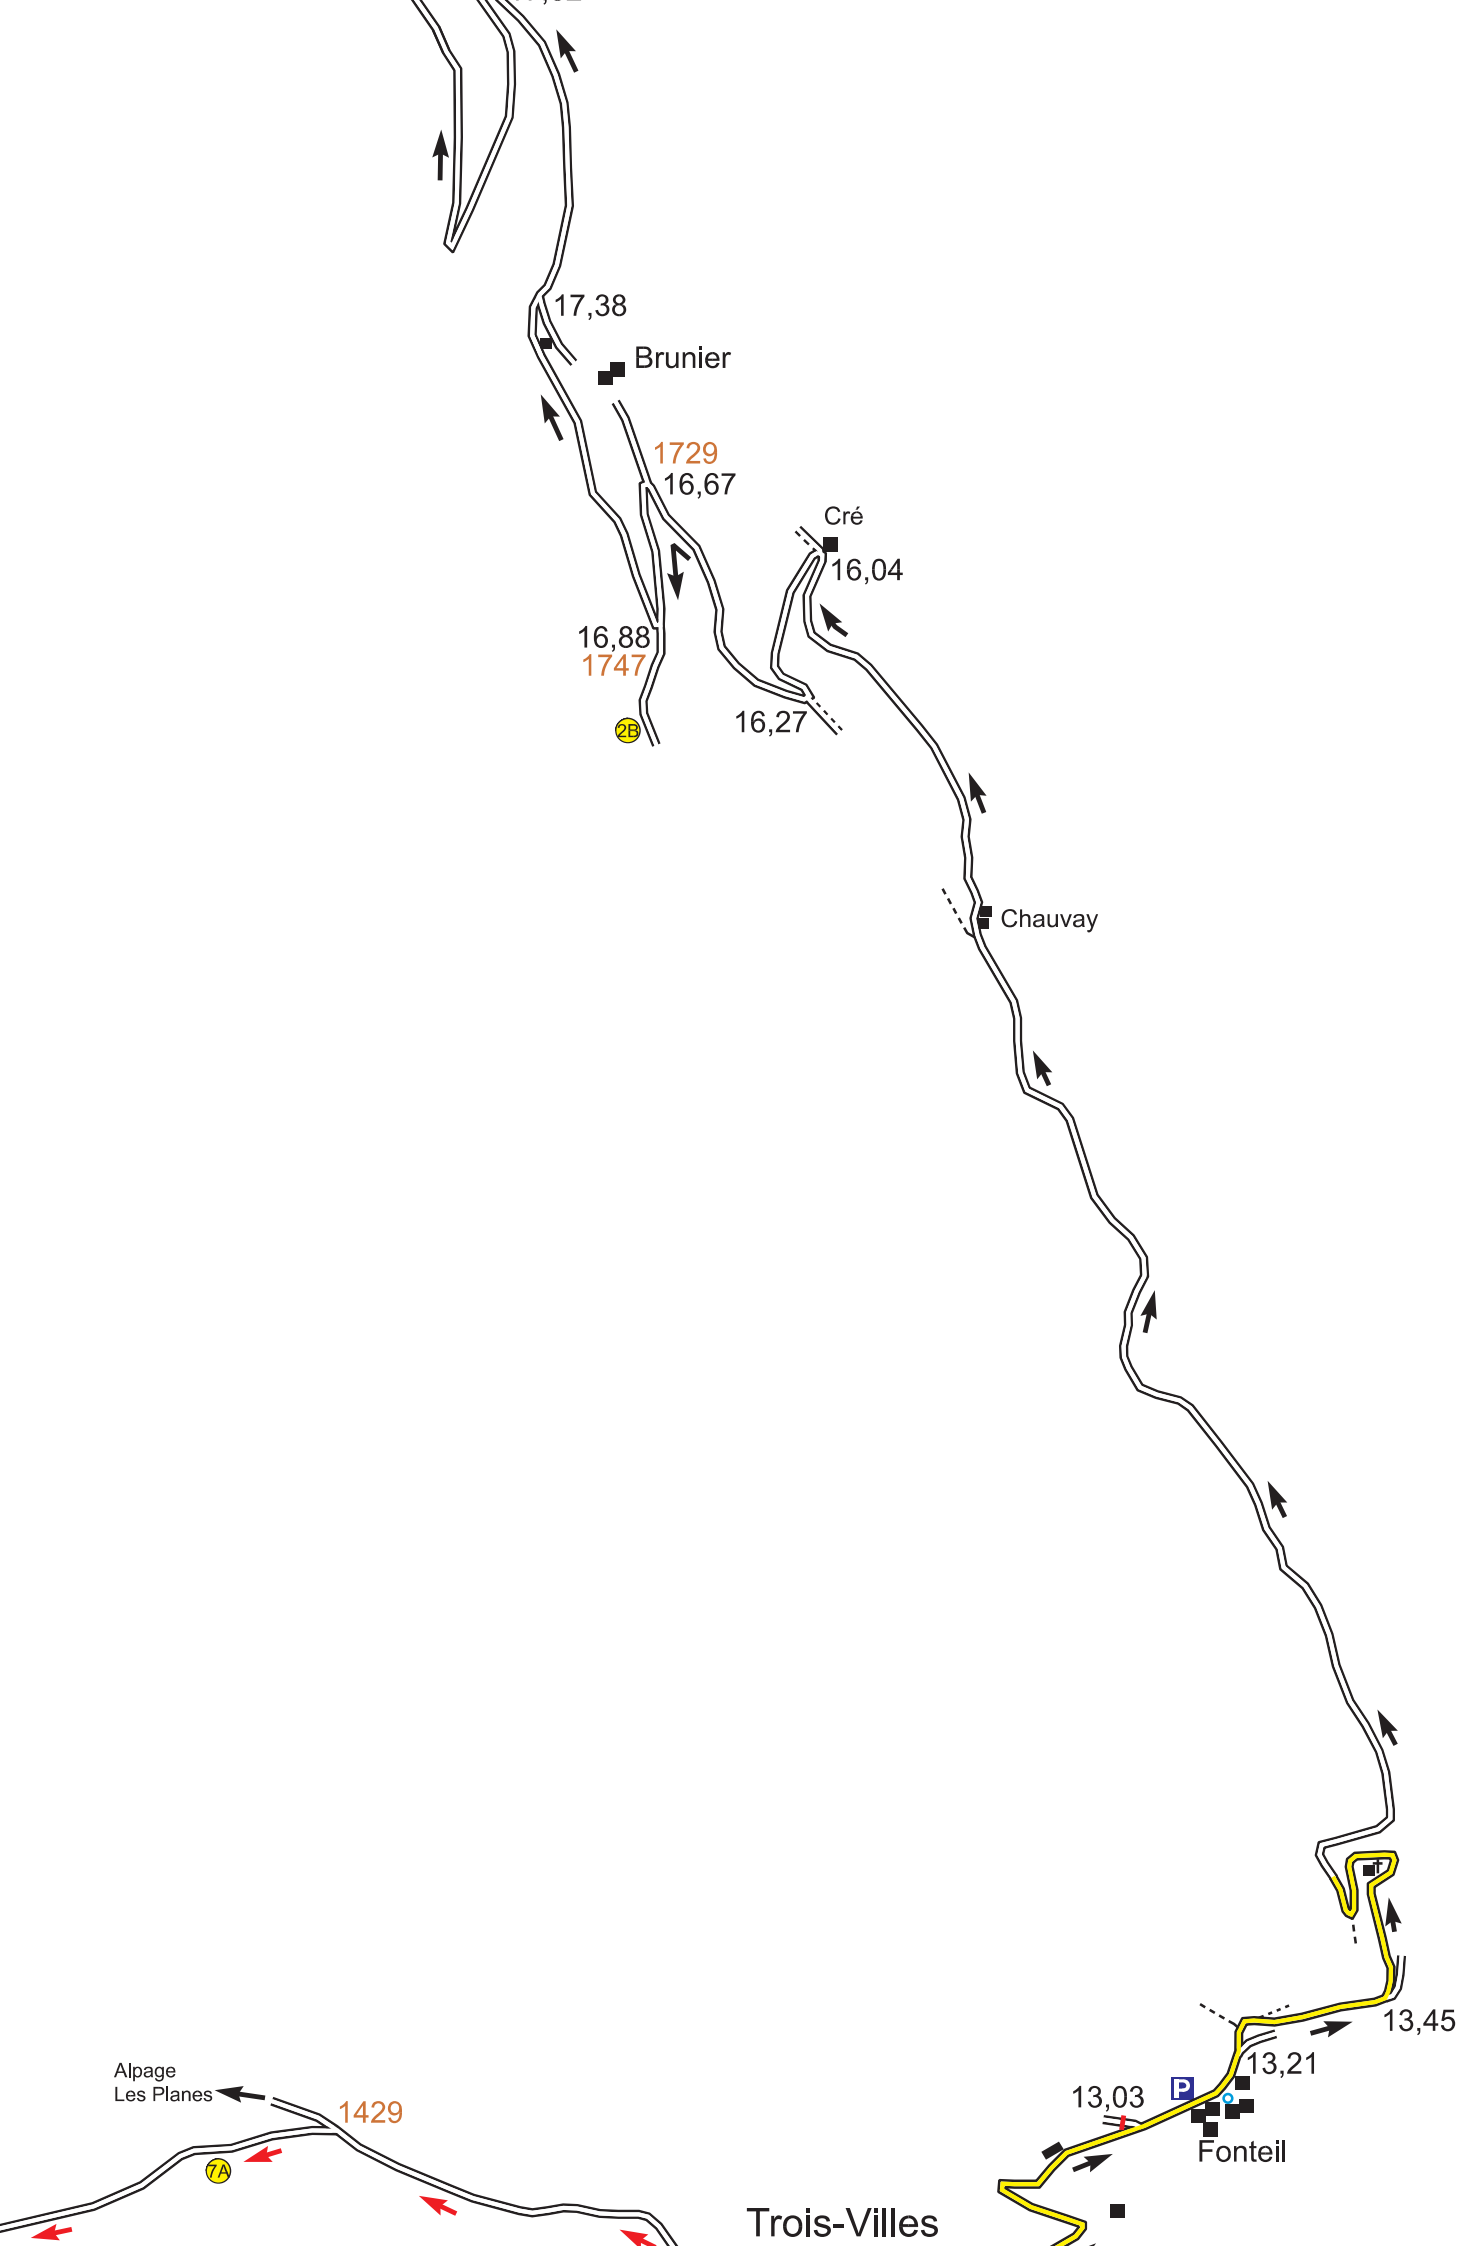 17,38
Brunier
1729
16,67
Cré
16,04
16,88
1747
16,27
2B
Chauvay
13,45
13,21
Alpage
Les Planes
P
13,03
1429
Fonteil
7A
Trois-Villes